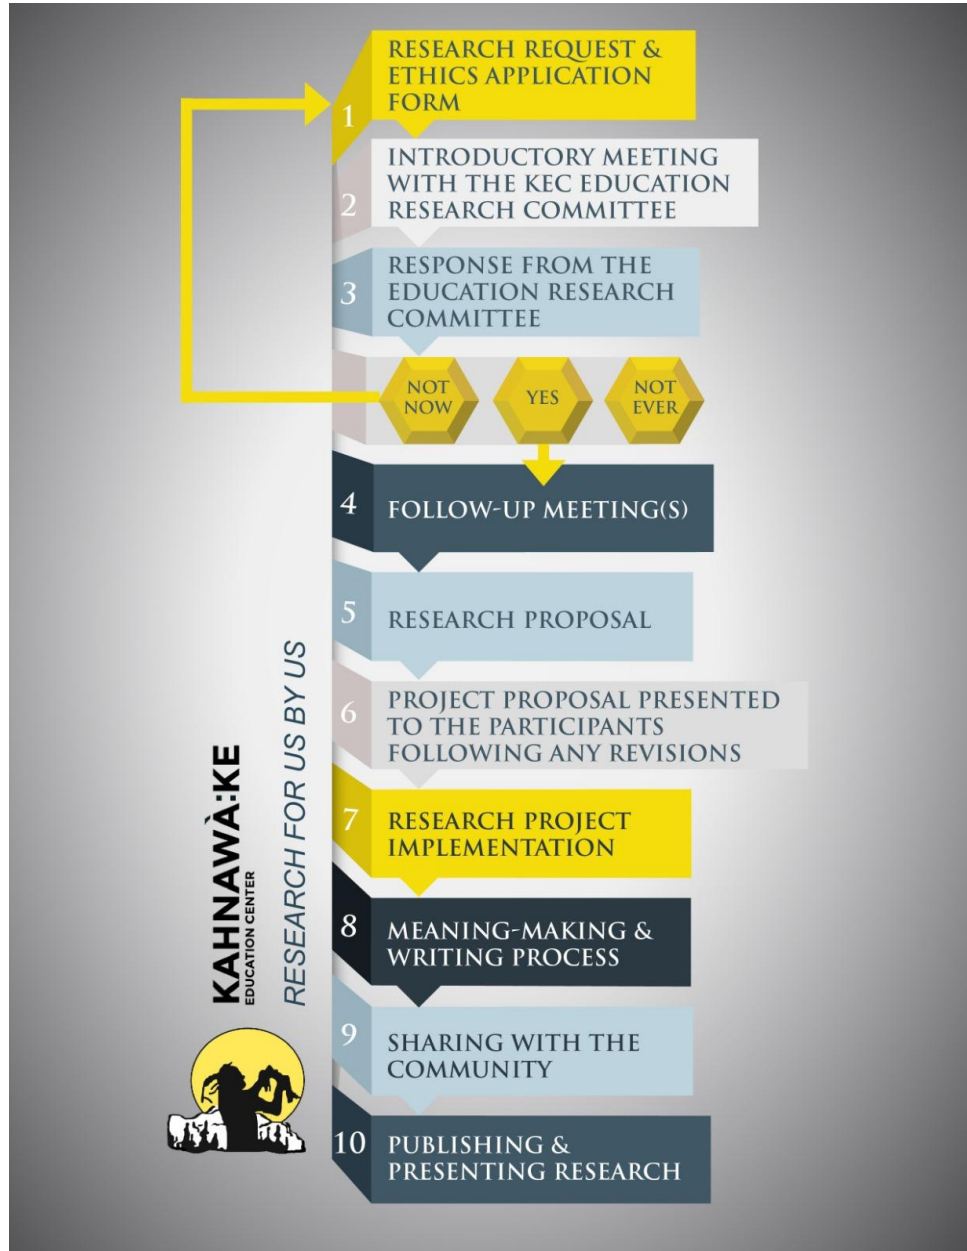 1
RESEARCH REQUEST &
ETHICS APPLICATION
FORM
2
INTRODUCTORY MEETING
WITH THE KEC EDUCATION
RESEARCH COMMITTEE
3
RESPONSE FROM THE
EDUCATION RESEARCH
COMMITTEE
NOT
NOW
YES
NOT
EVER
4
FOLLOW-UP MEETING(S)
5
RESEARCH PROPOSAL
6
PROJECT PROPOSAL PRESENTED
TO THE PARTICIPANTS
FOLLOWING ANY REVISIONS
7
RESEARCH PROJECT
IMPLEMENTATION
8
MEANING-MAKING &
WRITING PROCESS
9
SHARING WITH THE
COMMUNITY
10
PUBLISHING &
PRESENTING RESEARCH
KAHNAWÀ:KE
EDUCATION CENTER
RESEARCH FOR US BY US